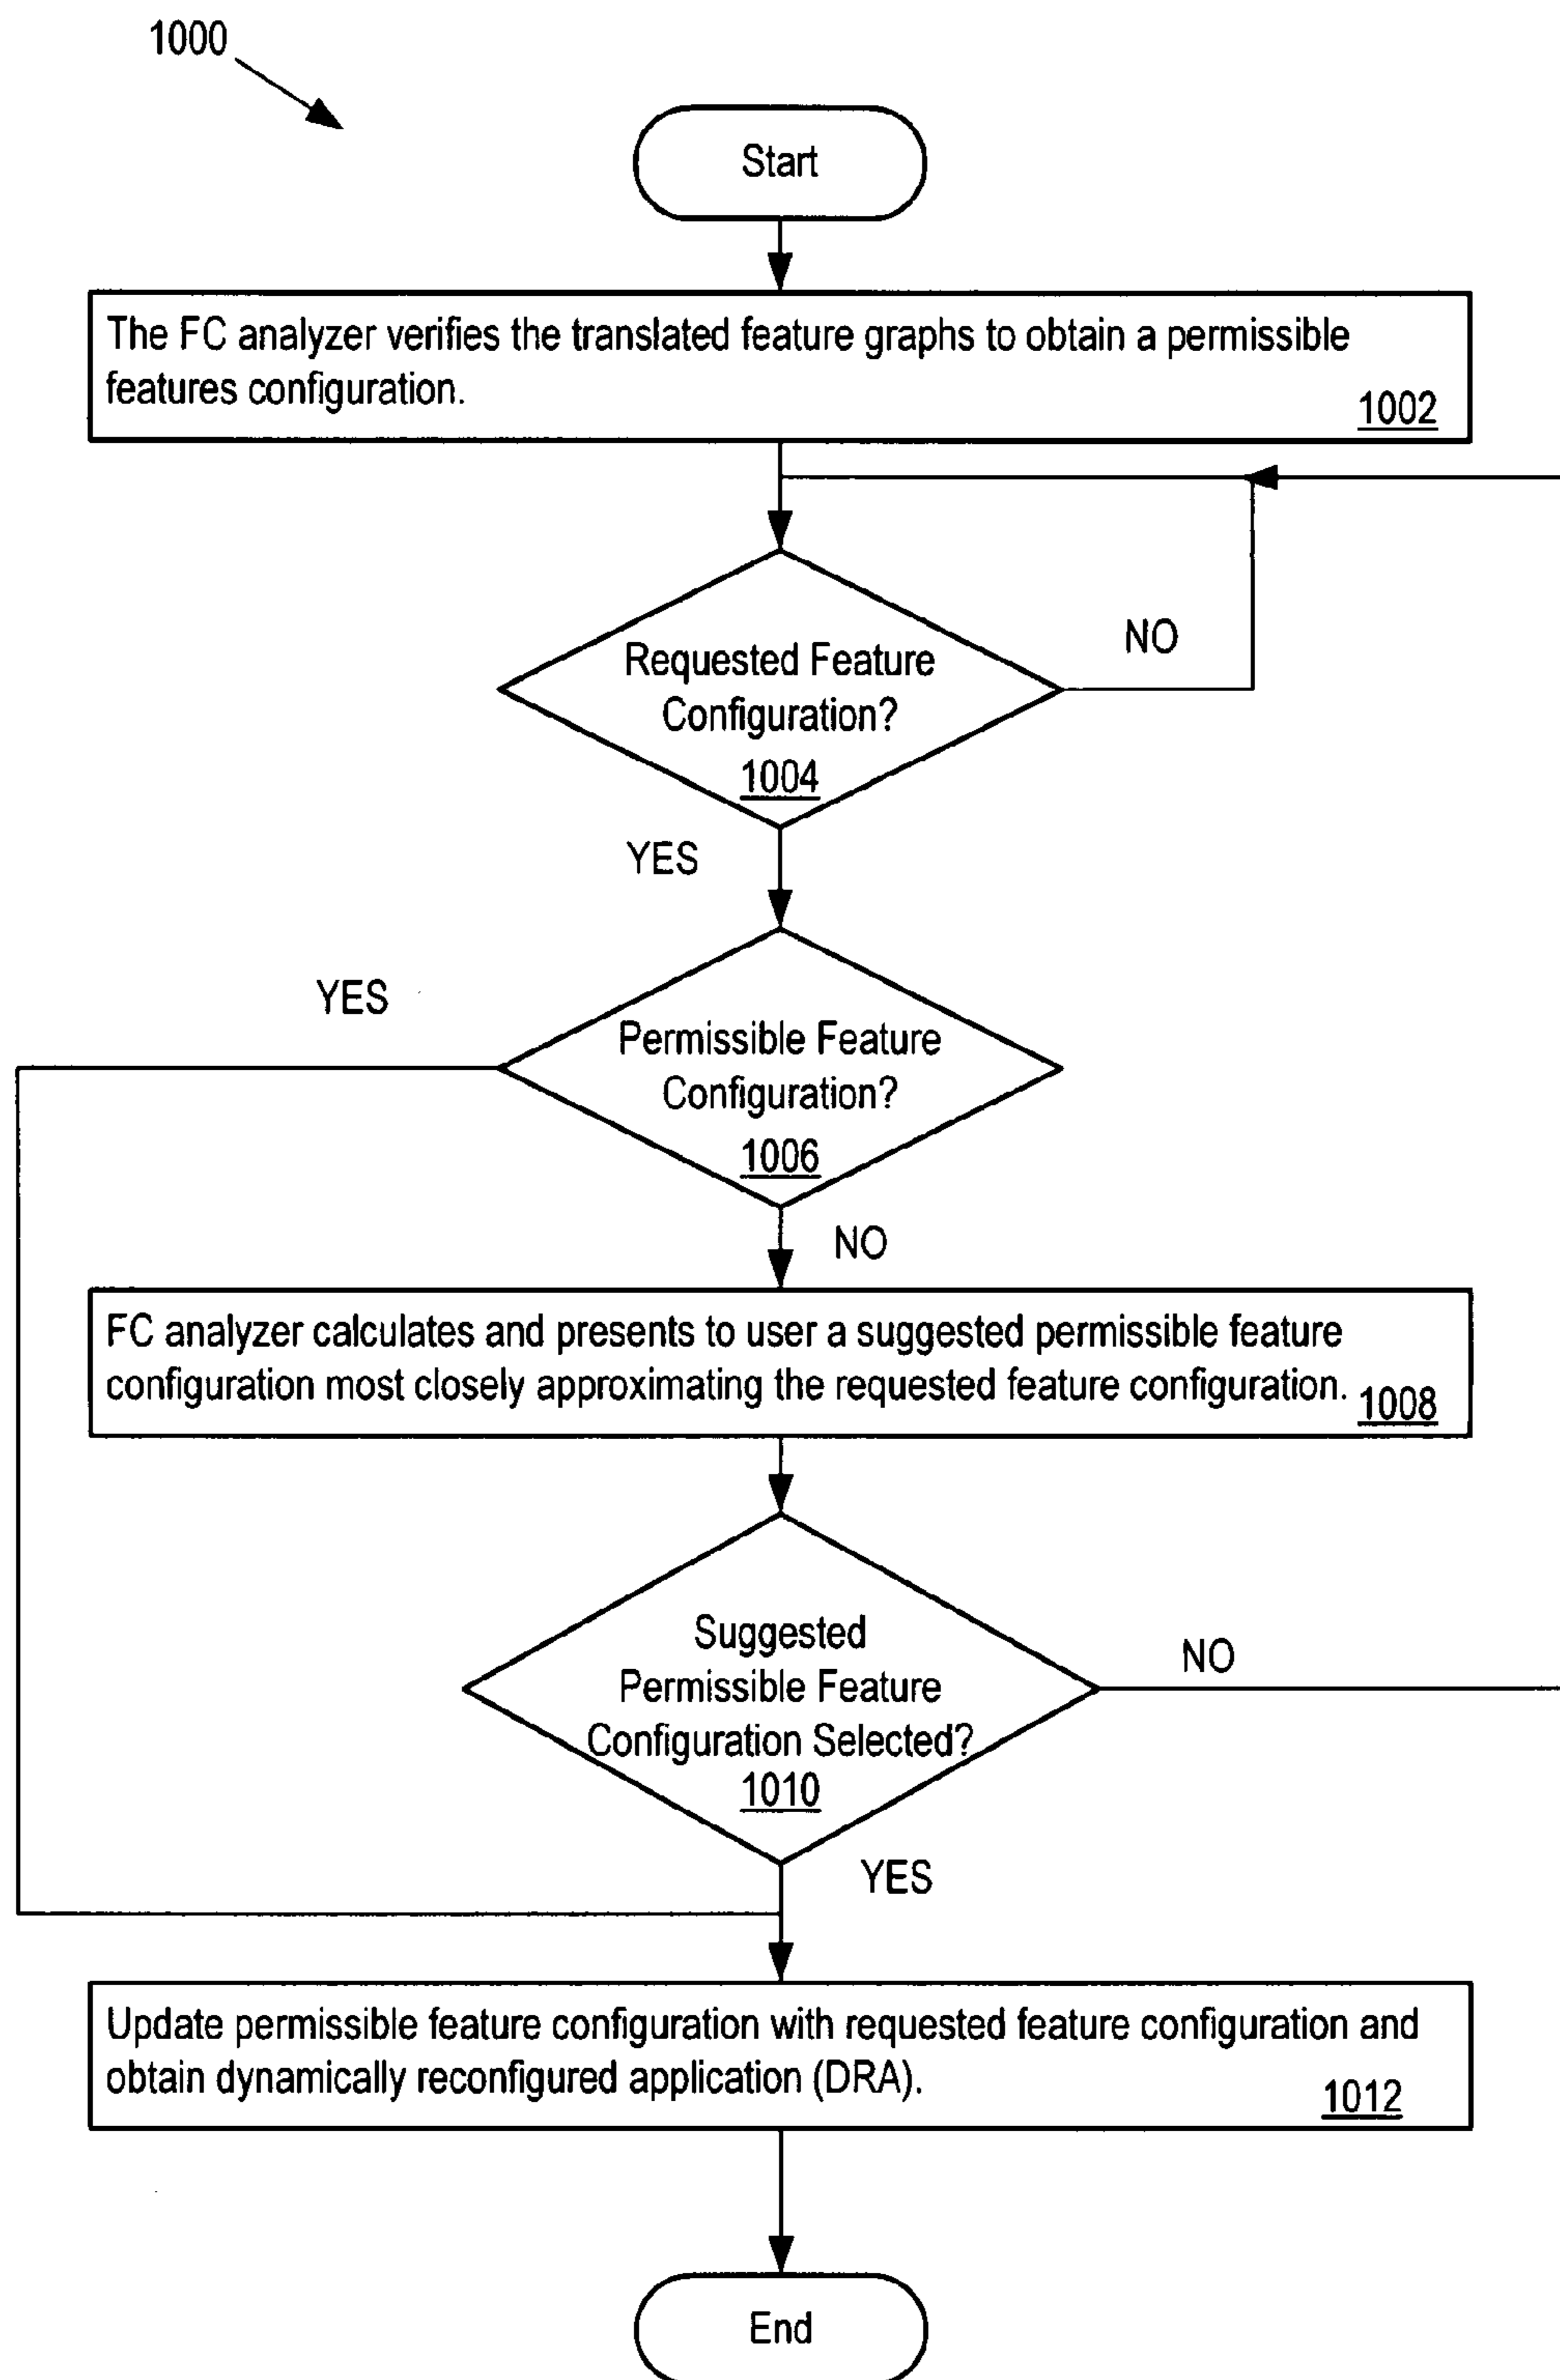 1000
Start
The FC analyzer verifies the translated feature graphs to obtain a permissible
features configuration.
1002
Requested Feature
Configuration?
1004
NO
YES
YES
Permissible Feature
Configuration?
1006
NO
FC analyzer calculates and presents to user a suggested permissible feature
configuration most closely approximating the requested feature configuration.
1008
Suggested
Permissible Feature
Configuration Selected?
1010
NO
YES
Update permissible feature configuration with requested feature configuration and
obtain dynamically reconfigured application (DRA).
1012
End